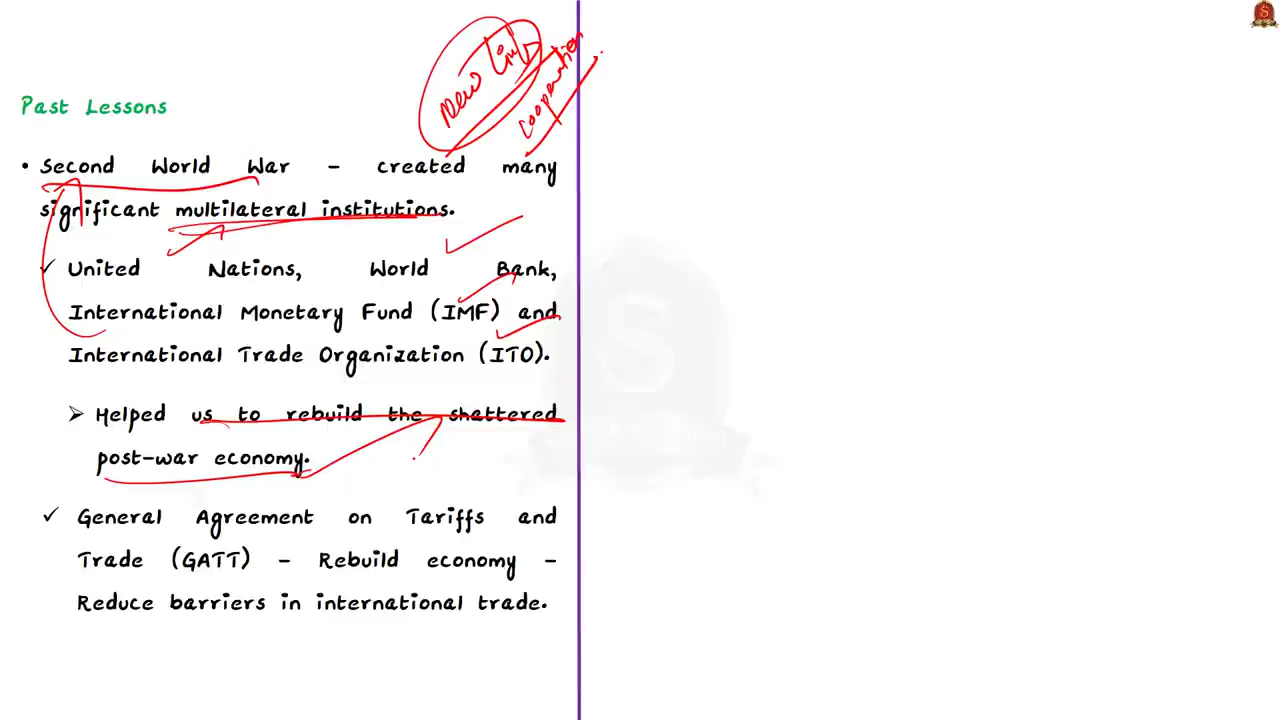 New
cooperation
Past Lessons
• Second World War – created many
significant multilateral institutions.
✓ United Nations, World Bank,
International Monetary Fund (IMF) and
International Trade Organization (ITO).
➢ Helped us to rebuild the shattered
post-war economy.
✓ General Agreement on Tariffs and
Trade (GATT) – Rebuild economy –
Reduce barriers in international trade.
S